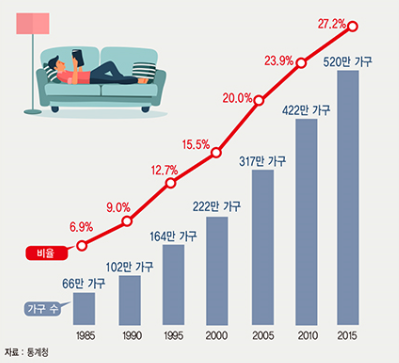 27.2%
23.9%
520만 가구
20.0%
422만 가구
15.5%
12.7%
317만 가구
9.0%
222만 가구
6.9%
164만 가구
비율
102만 가구
66만 가구
가구 수
1985 1990 1995 2000 2005 2010 2015
자료 : 통계청